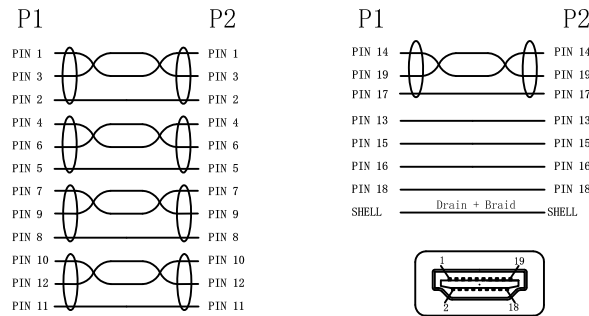 P1 P2
PIN 1 PIN 1
PIN 3 PIN 3
PIN 2 PIN 2
PIN 4 PIN 4
PIN 6 PIN 6
PIN 5 PIN 5
PIN 7 PIN 7
PIN 9 PIN 9
PIN 8 PIN 8
PIN 10 PIN 10
PIN 12 PIN 12
PIN 11 PIN 11
P1 P2
PIN 14 PIN 14
PIN 19 PIN 19
PIN 17 PIN 17
PIN 13 PIN 13
PIN 15 PIN 15
PIN 16 PIN 16
PIN 18 PIN 18
SHELL Drain + Braid SHELL
1 19
2 18